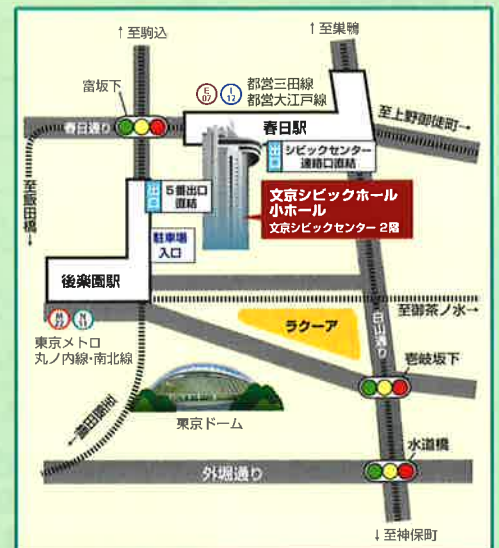 ↑至駒込
↑至巣鴨
富坂下
E
07
I
12
都営三田線
都営大江戸線
至上野御徒町→
春日通り
春日駅
シビックセンター
連絡口直結
至飯田橋→
5番出口
直結
文京シビックホール
小ホール
文京シビックセンター 2階
駐車場
入口
後楽園駅
M
22
N
11
至御茶ノ水→
白山通り
ラクーア
東京メトロ
丸ノ内線・南北線
壱岐坂下
至飯田橋→
東京ドーム
水道橋
外堀通り
↓至神保町